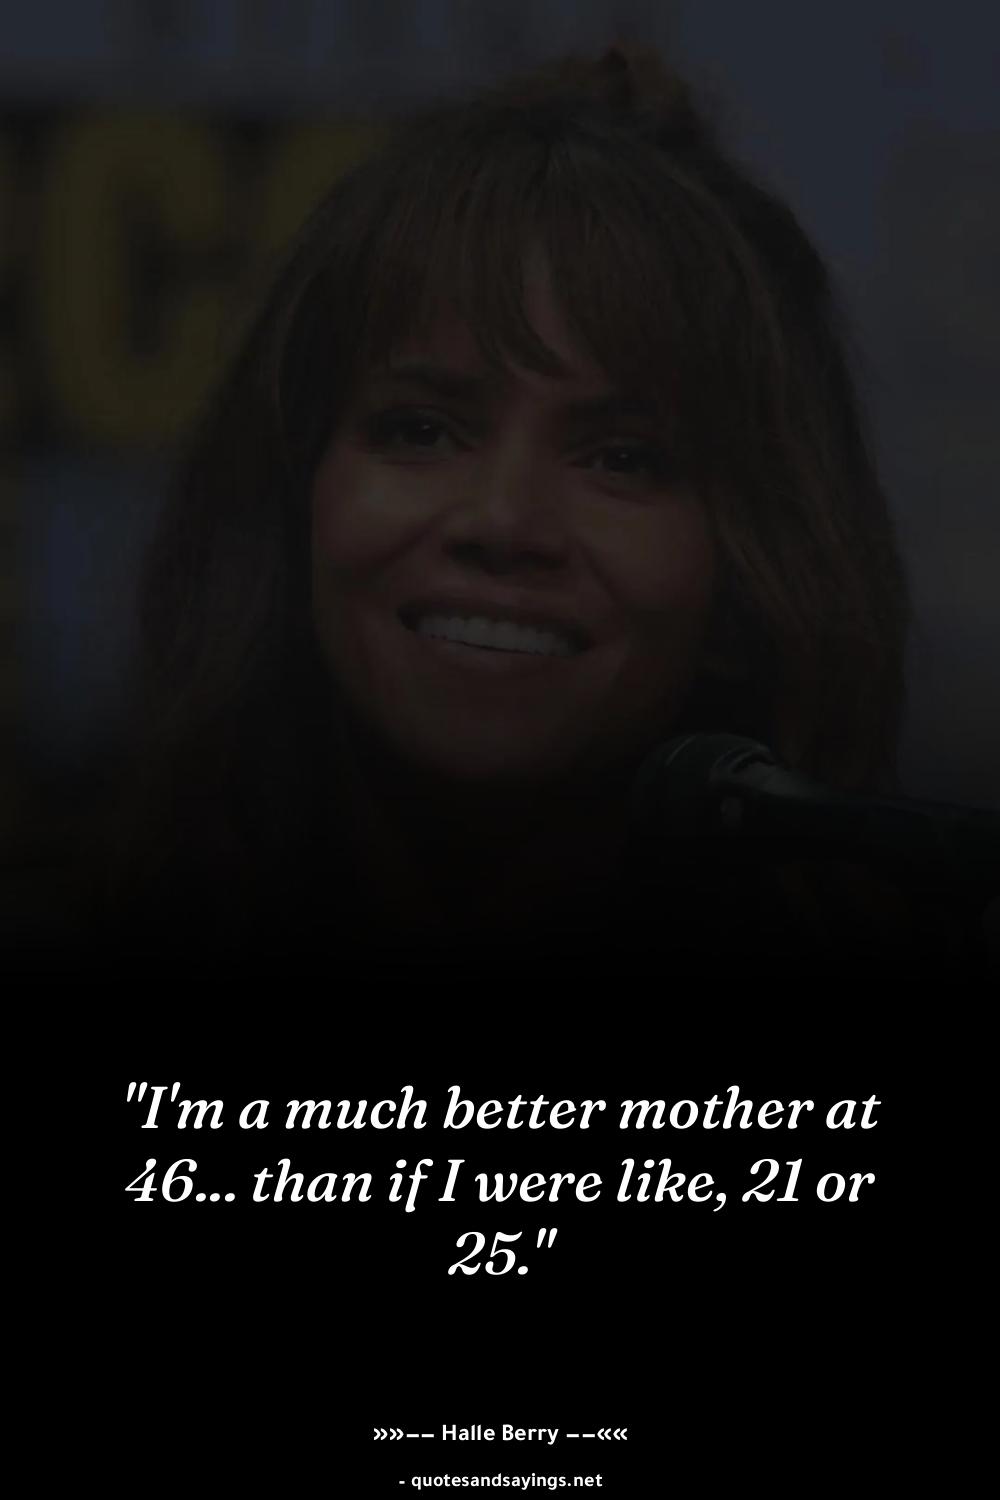 "I'm a much better mother at
46... than if I were like, 21 or
25."
»»–– Halle Berry ––««
- quotesandsayings.net